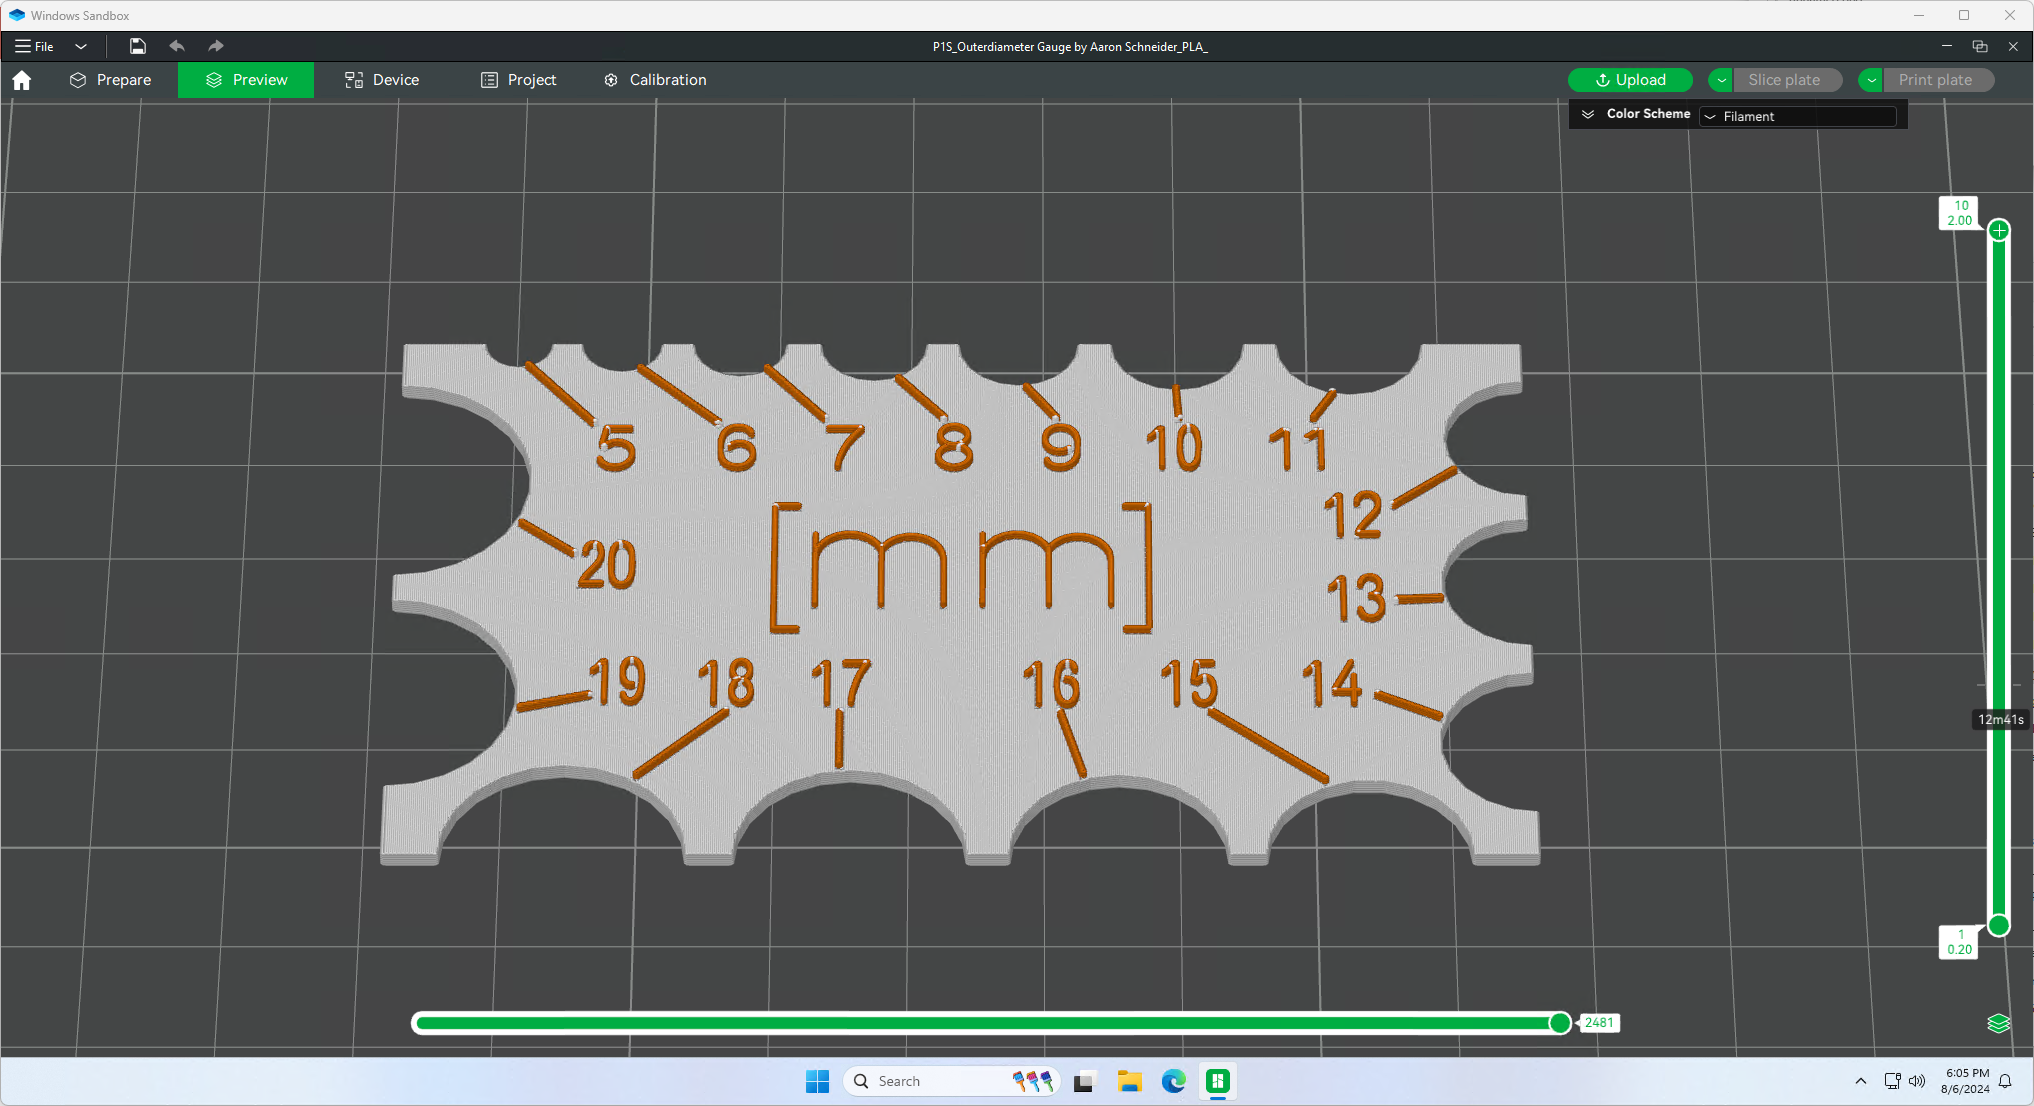 Windows Sandbox
File
P1S_Outerdiameter Gauge by Aaron Schneider_PLA_
Prepare
Preview
Device
Project
Calibration
Upload
Slice plate
Print plate
Color Scheme
Filament
10
2.00
5 6 7 8 9 10 11
12
[mm]
20
13
19 18 17 16 15 14
12m41s
1
0.20
2481
Search
6:05 PM
8/6/2024